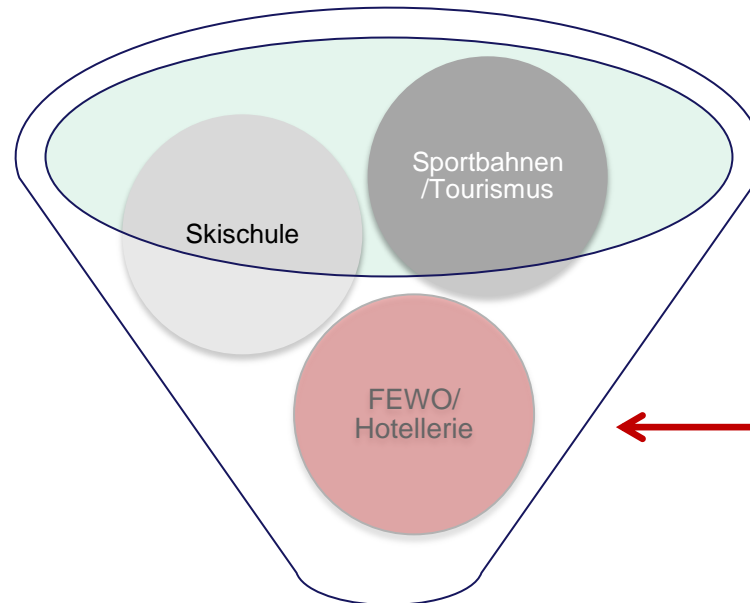 Sportbahnen
/Tourismus
Skischule
FEWO/
Hotellerie